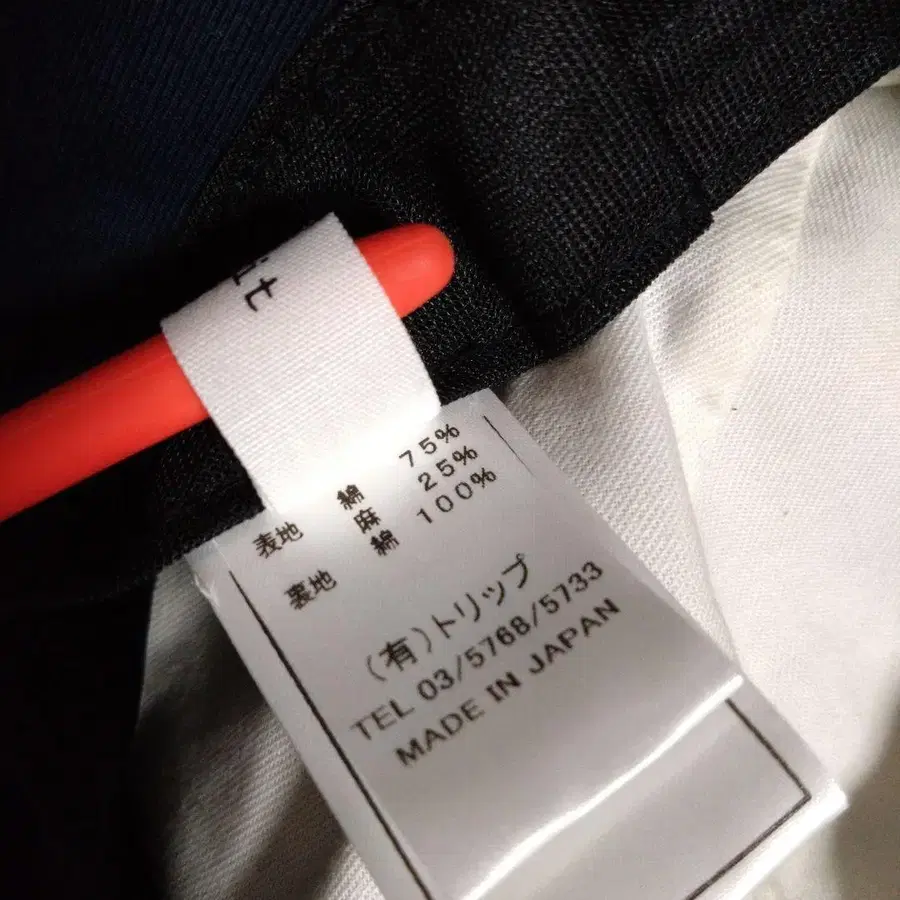 it
表地 綿 75%
麻 25%
裏地 綿 100%
(有)トリップ
TEL 03/5768/5733
MADE IN JAPAN